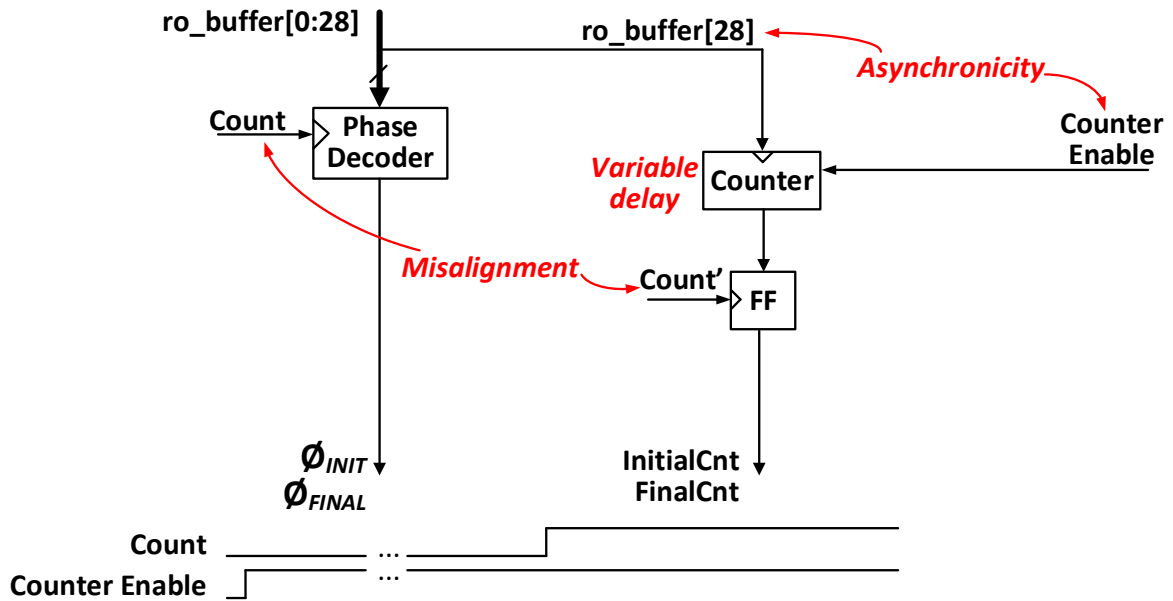 ro_buffer[0:28]
ro_buffer[28]
Asynchronicity
Count
Phase
Decoder
Counter
Enable
Variable
delay
Counter
Misalignment
Count’
FF
ØINIT
ØFINAL
InitialCnt
FinalCnt
Count
...
Counter Enable
...